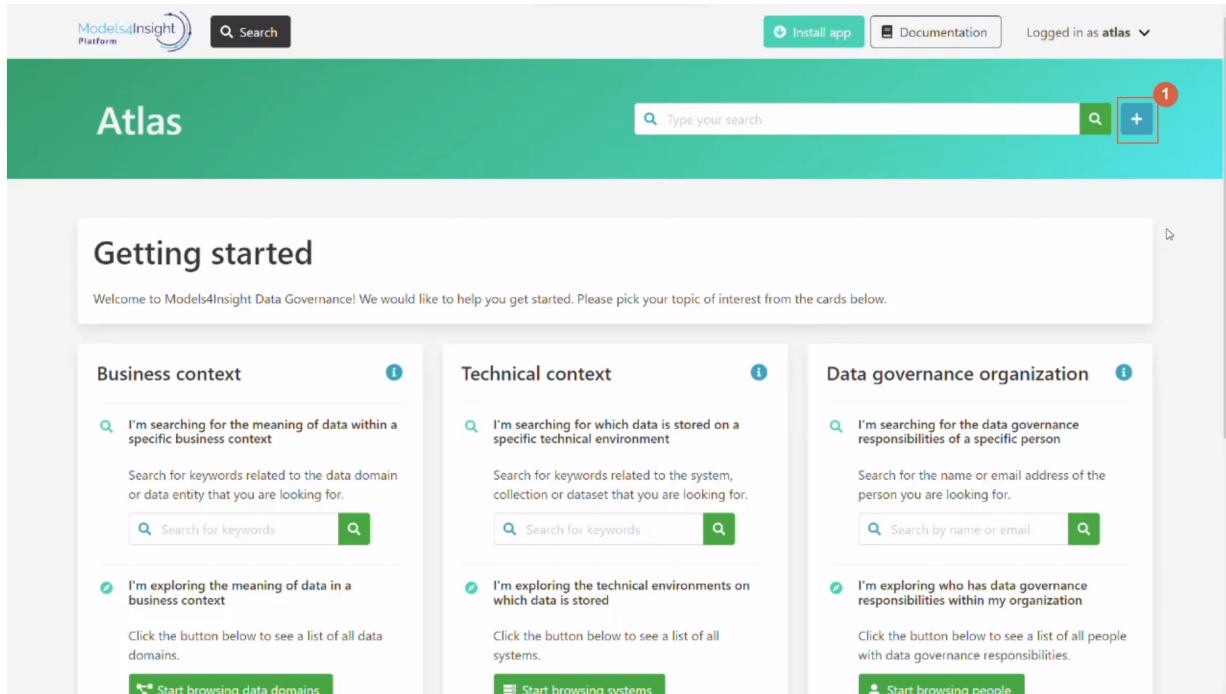 Models4Insight
Platform
Search
Install app
Documentation
Logged in as atlas
1
Atlas
Type your search
+
Getting started
Welcome to Models4Insight Data Governance! We would like to help you get started. Please pick your topic of interest from the cards below.
Business context
I'm searching for the meaning of data within a
specific business context
Search for keywords related to the data domain
or data entity that you are looking for.
Search for keywords
I'm exploring the meaning of data in a
business context
Click the button below to see a list of all data
domains.
Start browsing data domains
Technical context
I'm searching for which data is stored on a
specific technical environment
Search for keywords related to the system,
collection or dataset that you are looking for.
Search for keywords
I'm exploring the technical environments on
which data is stored
Click the button below to see a list of all
systems.
Start browsing systems
Data governance organization
I'm searching for the data governance
responsibilities of a specific person
Search for the name or email address of the
person you are looking for.
Search by name or email
I'm exploring who has data governance
responsibilities within my organization
Click the button below to see a list of all people
with data governance responsibilities.
Start browsing people